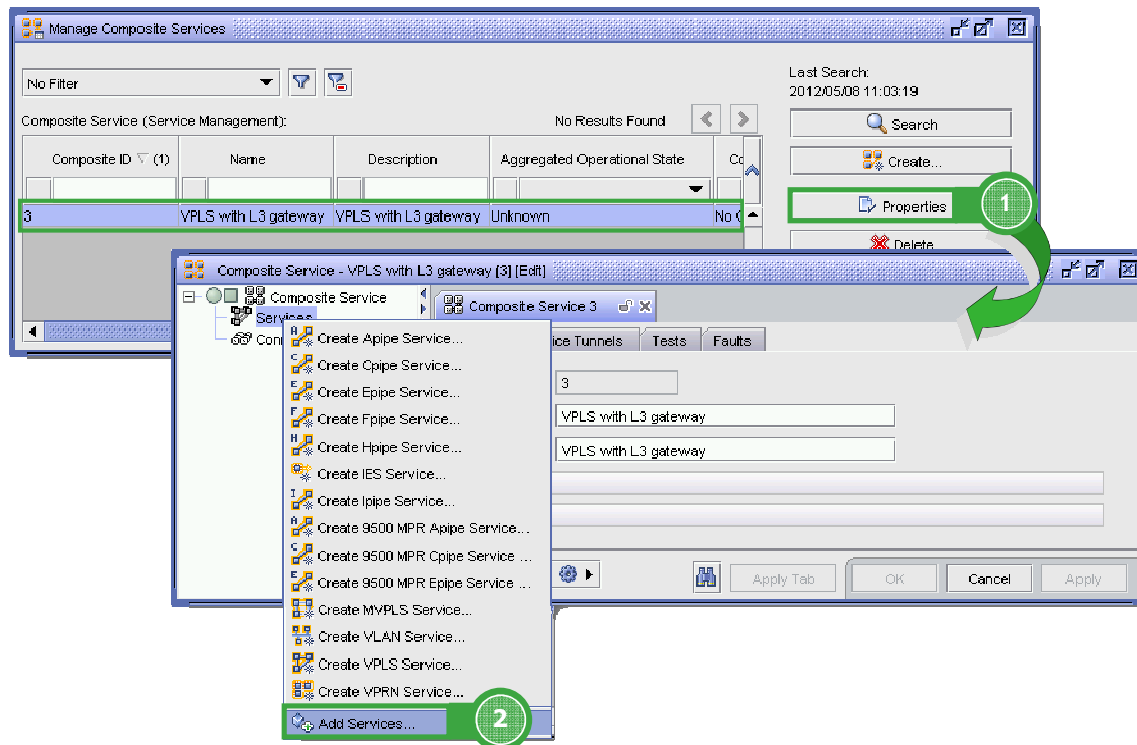 Manage Composite Services
No Filter
Last Search:
2012/05/08 11:03:19
Composite Service (Service Management):
No Results Found
Search
Composite ID (1)
Name
Description
Aggregated Operational State
Create...
3
VPLS with L3 gateway
VPLS with L3 gateway
Unknown
Properties
1
Delete
Composite Service - VPLS with L3 gateway [3] [Edit]
Composite Service
Services
Composite Service 3
Tunnels
Tests
Faults
3
VPLS with L3 gateway
VPLS with L3 gateway
A
Create Apipe Service...
C
Create Cpipe Service...
E
Create Epipe Service...
F
Create Fpipe Service...
H
Create Hpipe Service...
Create IES Service...
I
Create Ipipe Service...
A
Create 9500 MPR Apipe Service...
C
Create 9500 MPR Cpipe Service ...
E
Create 9500 MPR Epipe Service ...
Create MVPLS Service...
Create VLAN Service...
Create VPLS Service...
Create VPRN Service...
Add Services...
2
Apply Tab
OK
Cancel
Apply